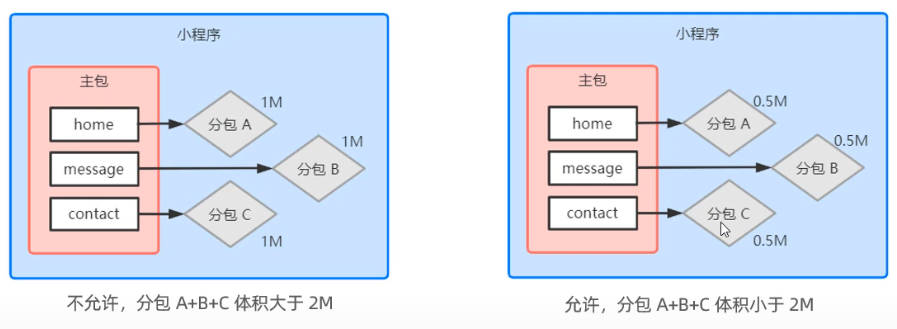 小程序
主包
home
message
contact
1M
分包 A
1M
分包 B
分包 C
1M
不允许，分包 A+B+C 体积大于 2M
小程序
主包
home
message
contact
0.5M
分包 A
0.5M
分包 B
分包 C
0.5M
允许，分包 A+B+C 体积小于 2M